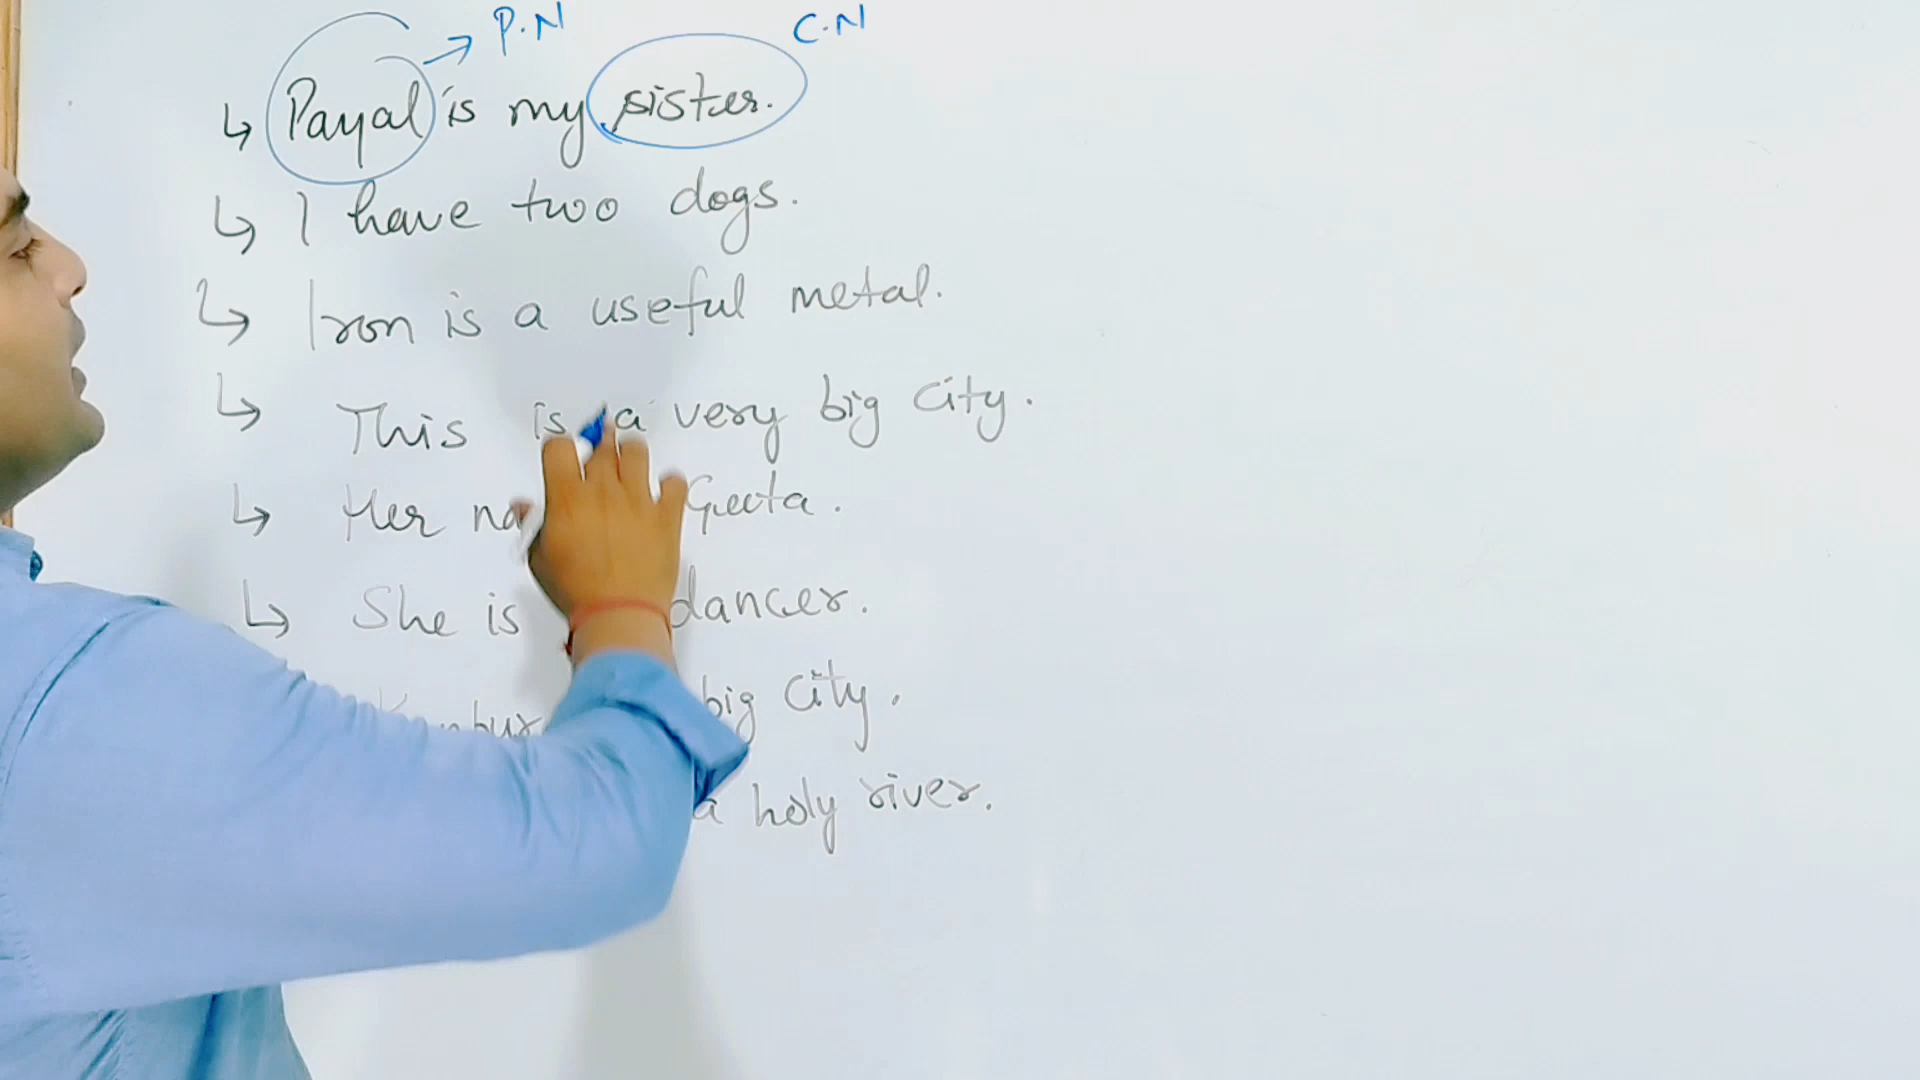 P.N C.N
↳ Payal is my sister.
↳ I have two dogs.
↳ Iron is a useful metal.
↳ This is a very big city.
↳ Her Geeta.
↳ She is dancer.
big city.
a holy river.